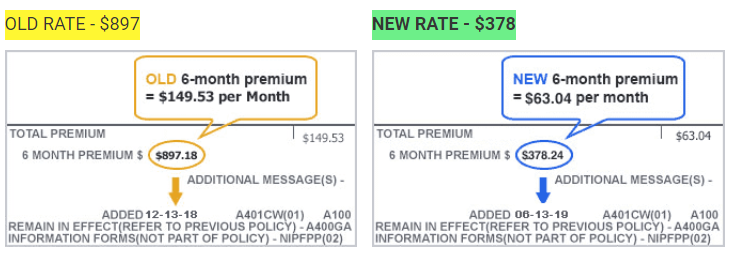 OLD RATE - $897
OLD 6-month premium
= $149.53 per Month
TOTAL PREMIUM $149.53
6 MONTH PREMIUM $ $897.18
ADDITIONAL MESSAGE(S) -
ADDED 12-13-18 A401CW(01) A100
REMAIN IN EFFECT(REFER TO PREVIOUS POLICY) - A400GA
INFORMATION FORMS(NOT PART OF POLICY) - NIPFPP(02)
NEW RATE - $378
NEW 6-month premium
= $63.04 per month
TOTAL PREMIUM $63.04
6 MONTH PREMIUM $ $378.24
ADDITIONAL MESSAGE(S) -
ADDED 06-13-19 A401CW(01) A100
REMAIN IN EFFECT(REFER TO PREVIOUS POLICY) - A400GA
INFORMATION FORMS(NOT PART OF POLICY) - NIPFPP(02)